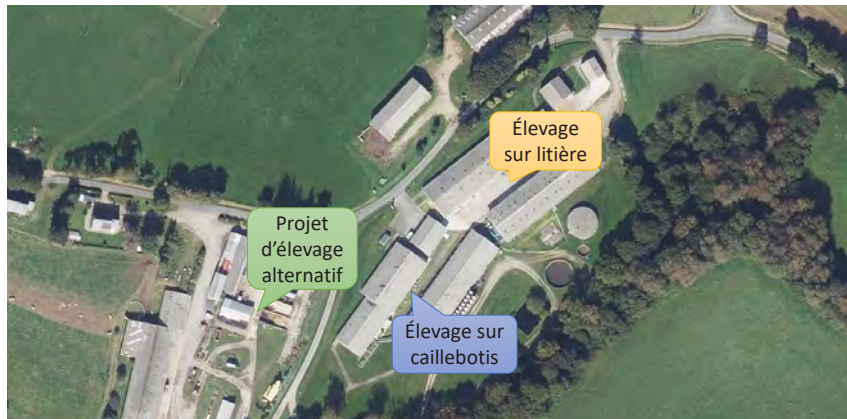 Élevage
sur litière
Projet
d'élevage
alternatif
Élevage sur
caillebotis